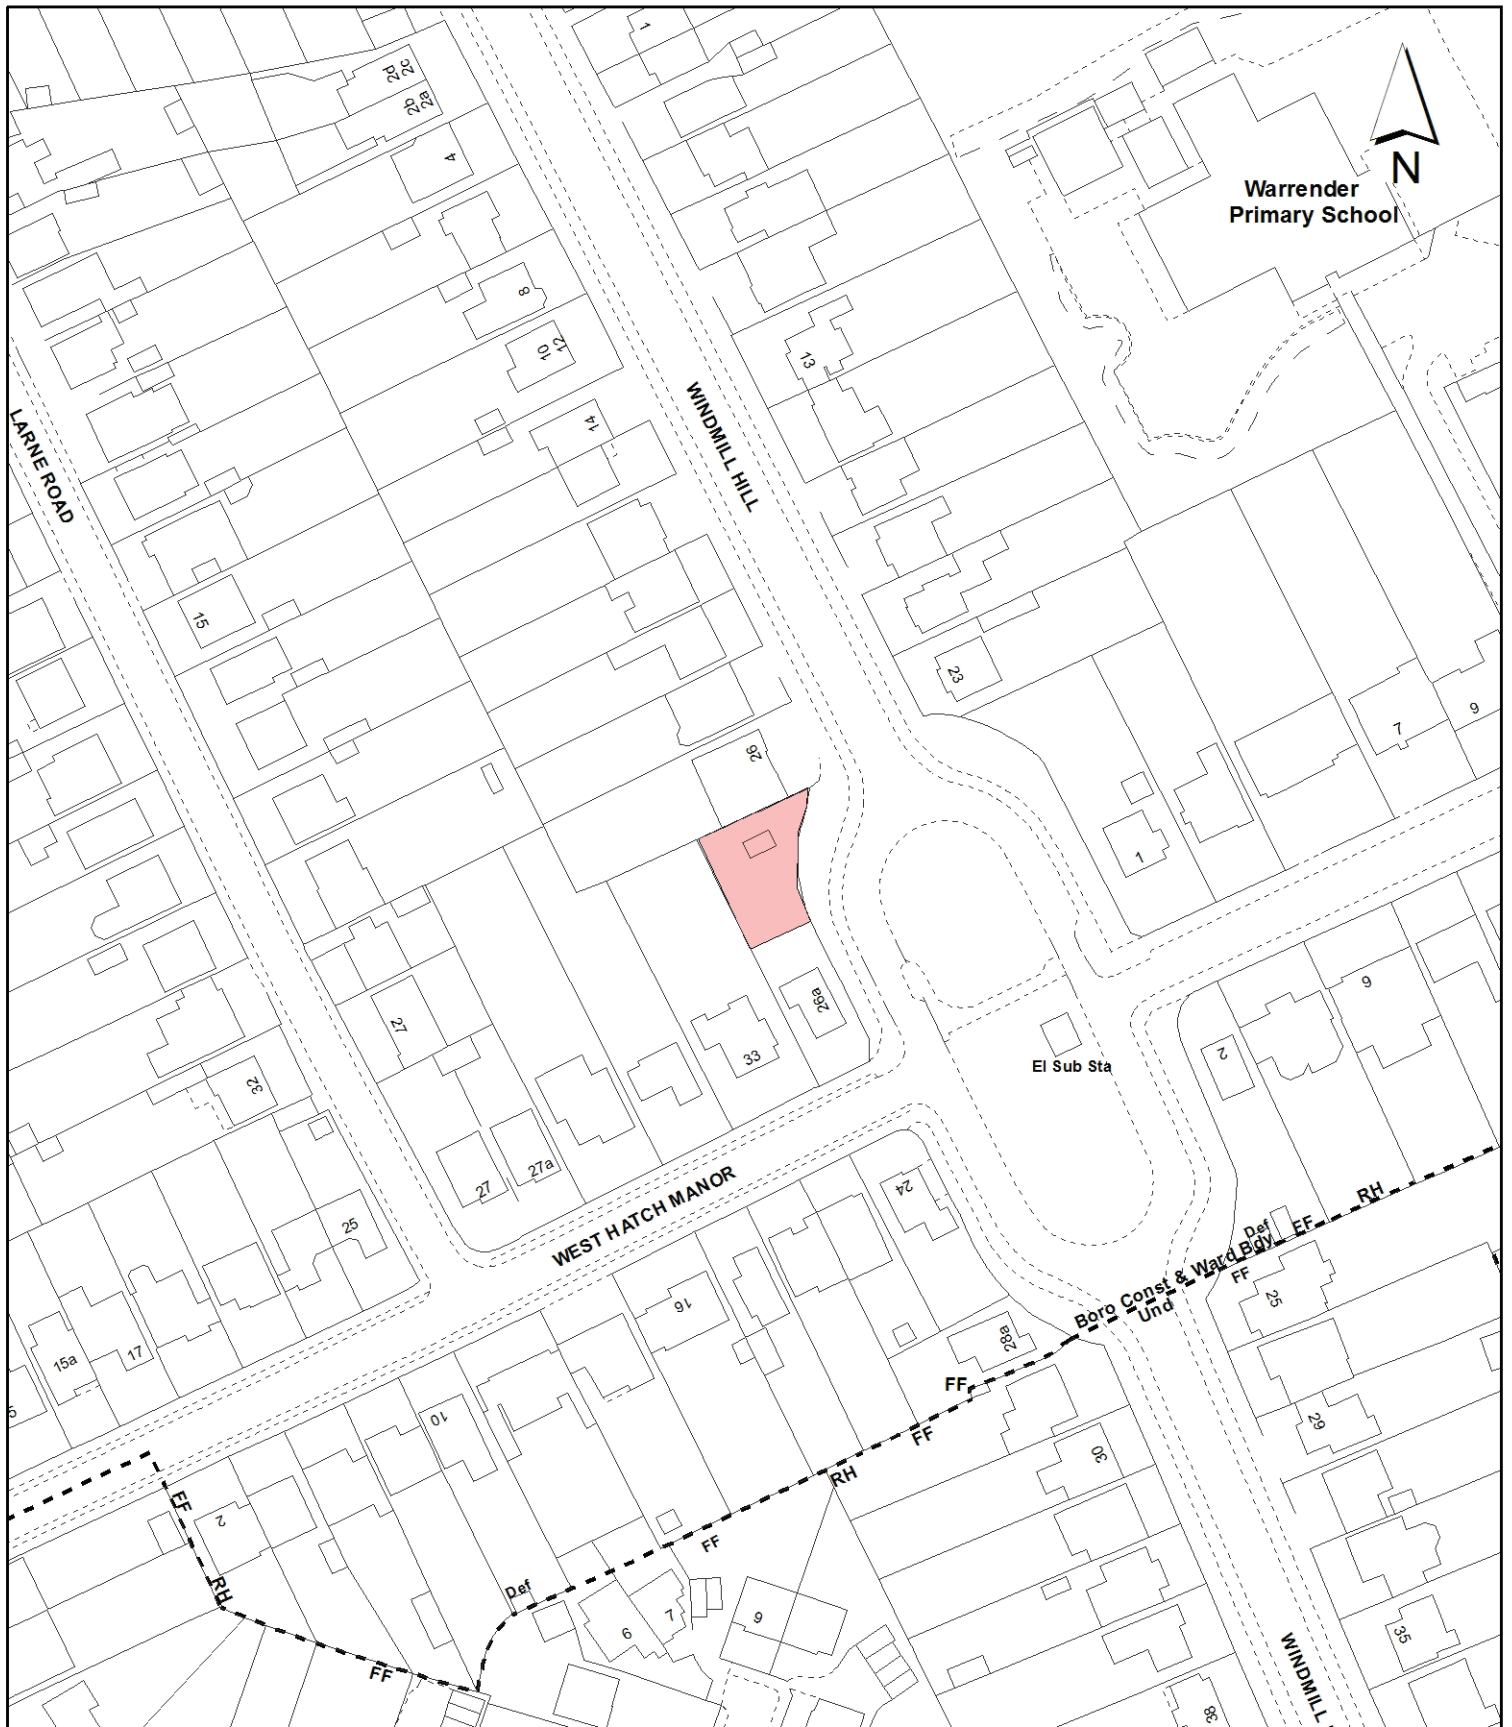 1
2d 2c
2b 2a
4
N
Warrender
Primary School
8
10 12
13
14
WINDMILL HILL
LARNE ROAD
15
23
26
7
9
1
27
26a
33
El Sub Sta
2
6
32
27
27a
24
WEST HATCH MANOR
25
RH
Def
FF
Boro Const & Ward Bdy
Und
FF
25
16
28a
15a
17
FF
5
10
29
FF
30
RH
FF
2
FF
RH
Def
6
7
9
35
WINDMILL
FF
38